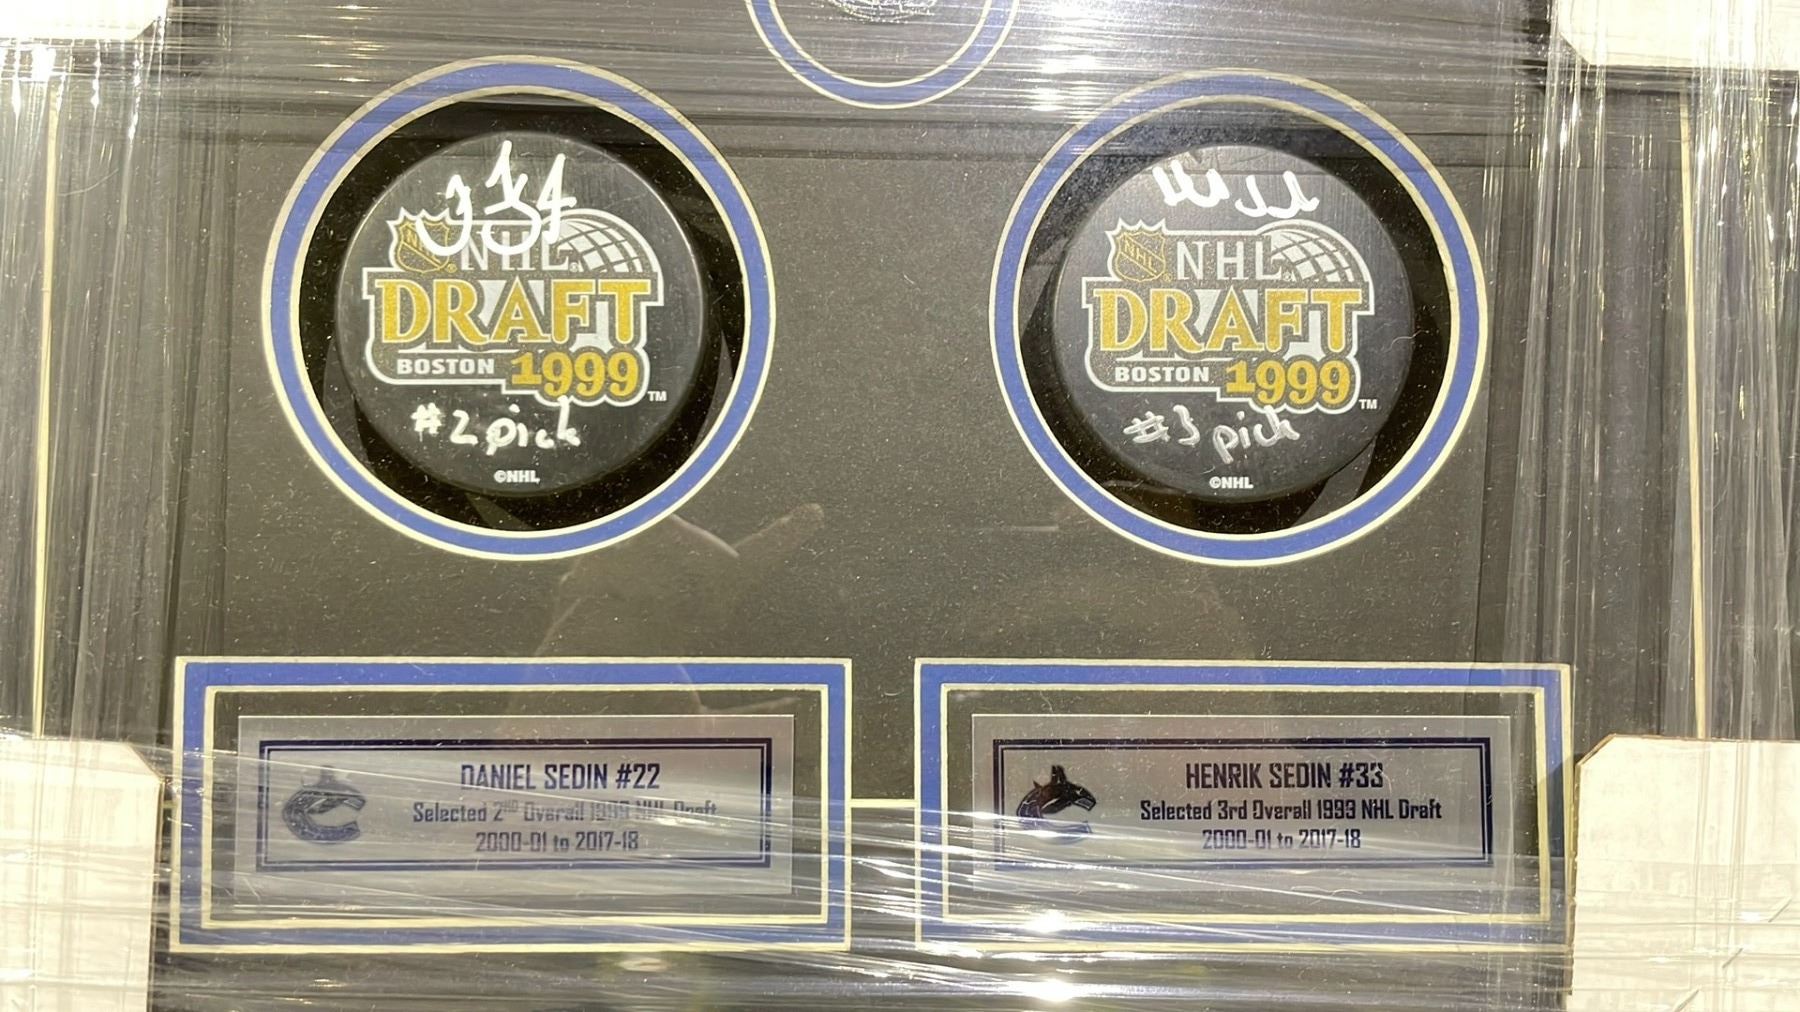 NHL
NHL
DRAFT
BOSTON 1999 TM
#2 pick
©NHL
NHL
NHL
DRAFT
BOSTON 1999 TM
#3 pick
©NHL
DANIEL SEDIN #22
Selected 2ND Overall 1999 NHL Draft
2000-01 to 2017-18
HENRIK SEDIN #33
Selected 3rd Overall 1999 NHL Draft
2000-01 to 2017-18